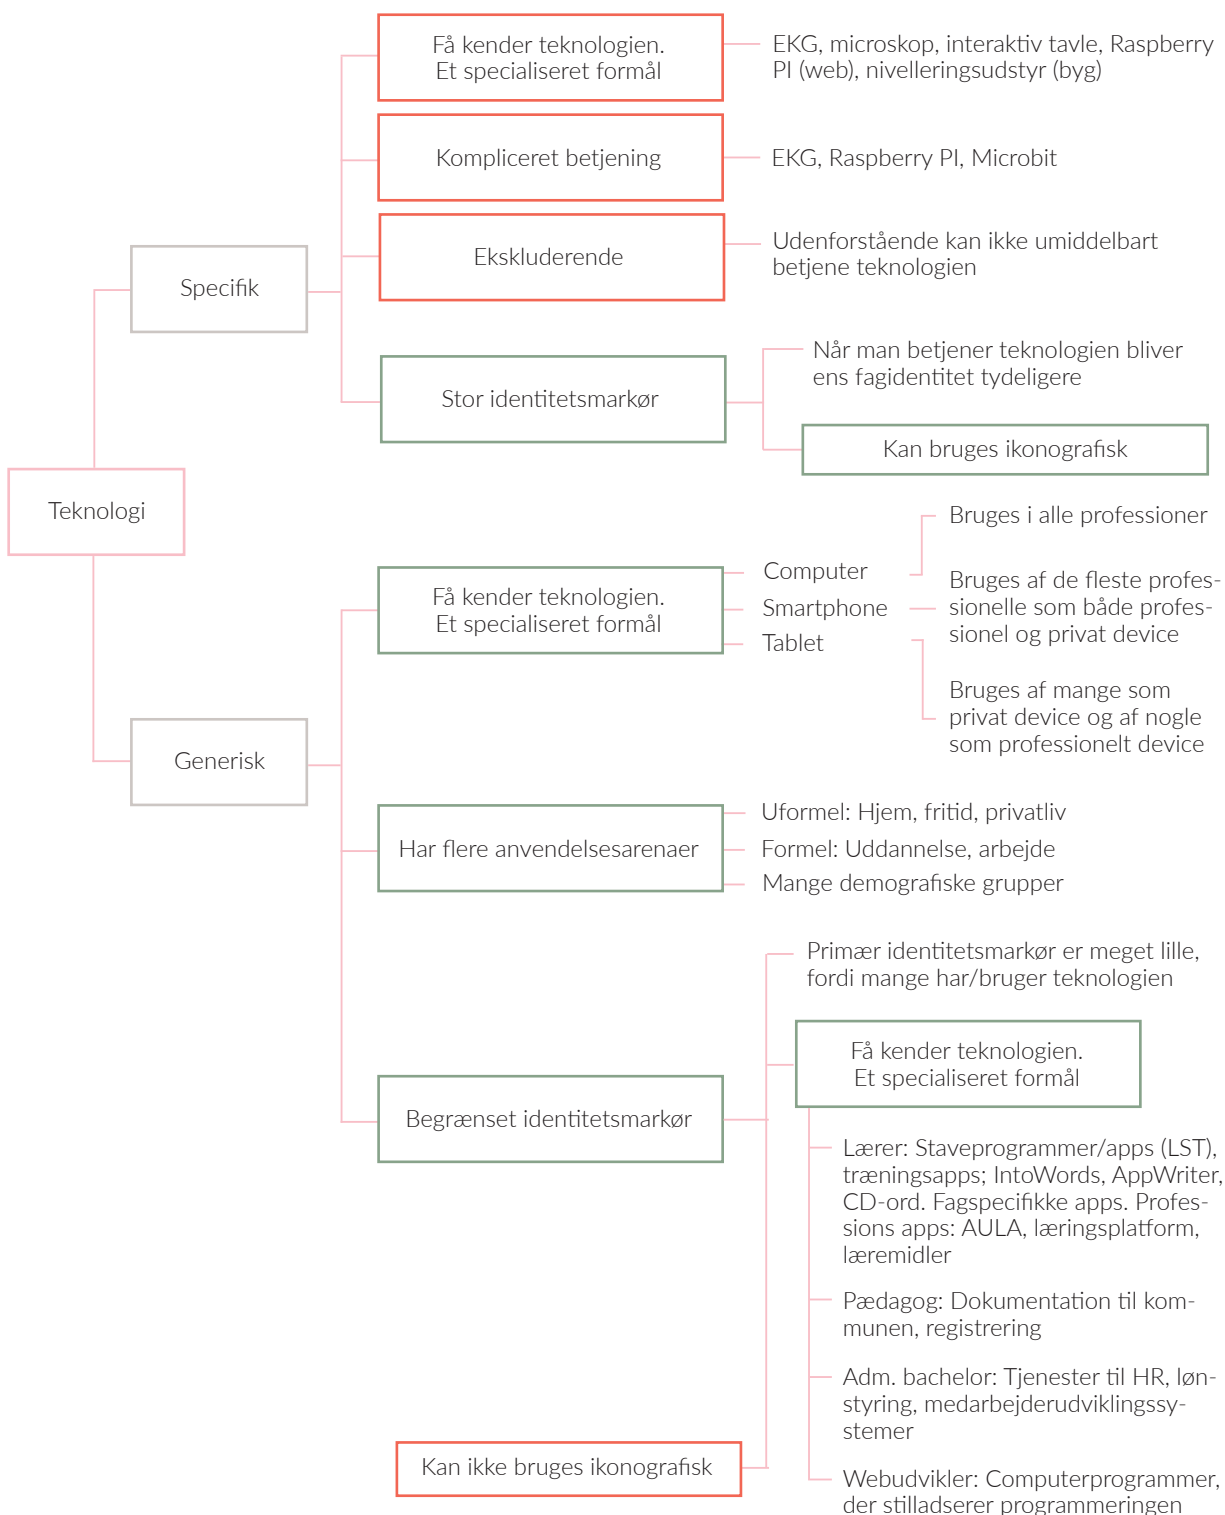 Få kender teknologien.
Et specialiseret formål
EKG, microskop, interaktiv tavle, Raspberry
PI (web), nivelleringsudstyr (byg)
Kompliceret betjening
EKG, Raspberry PI, Microbit
Ekskluderende
Udenforstående kan ikke umiddelbart
betjene teknologien
Specifik
Stor identitetsmarkør
Når man betjener teknologien bliver
ens fagidentitet tydeligere
Kan bruges ikonografisk
Teknologi
Få kender teknologien.
Et specialiseret formål
Computer
Smartphone
Tablet
Bruges i alle professioner
Bruges af de fleste profes-
sionelle som både profes-
sionel og privat device
Bruges af mange som
privat device og af nogle
som professionelt device
Generisk
Har flere anvendelsesarenaer
Uformel: Hjem, fritid, privatliv
Formel: Uddannelse, arbejde
Mange demografiske grupper
Begrænset identitetsmarkør
Primær identitetsmarkør er meget lille,
fordi mange har/bruger teknologien
Få kender teknologien.
Et specialiseret formål
Lærer: Staveprogrammer/apps (LST),
træningsapps; IntoWords, AppWriter,
CD-ord. Fagspecifikke apps. Profes-
sions apps: AULA, læringsplatform,
læremidler
Pædagog: Dokumentation til kom-
munen, registrering
Adm. bachelor: Tjenester til HR, løn-
styring, medarbejderudviklingssy-
stemer
Kan ikke bruges ikonografisk
Webudvikler: Computerprogrammer,
der stilladserer programmeringen